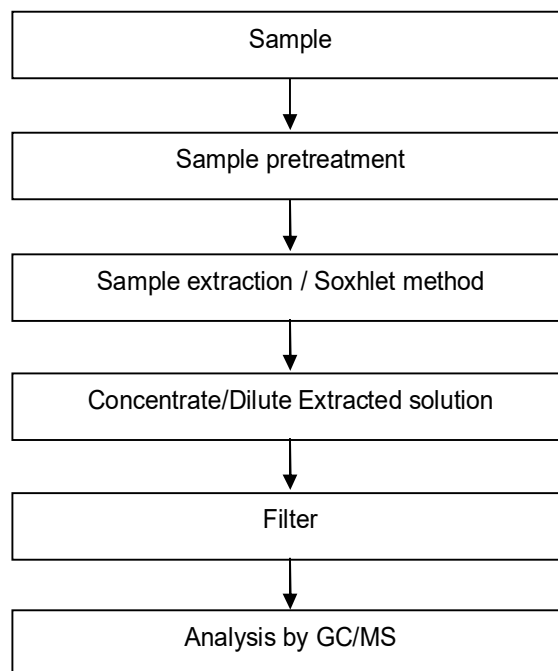 Sample
Sample pretreatment
Sample extraction / Soxhlet method
Concentrate/Dilute Extracted solution
Filter
Analysis by GC/MS